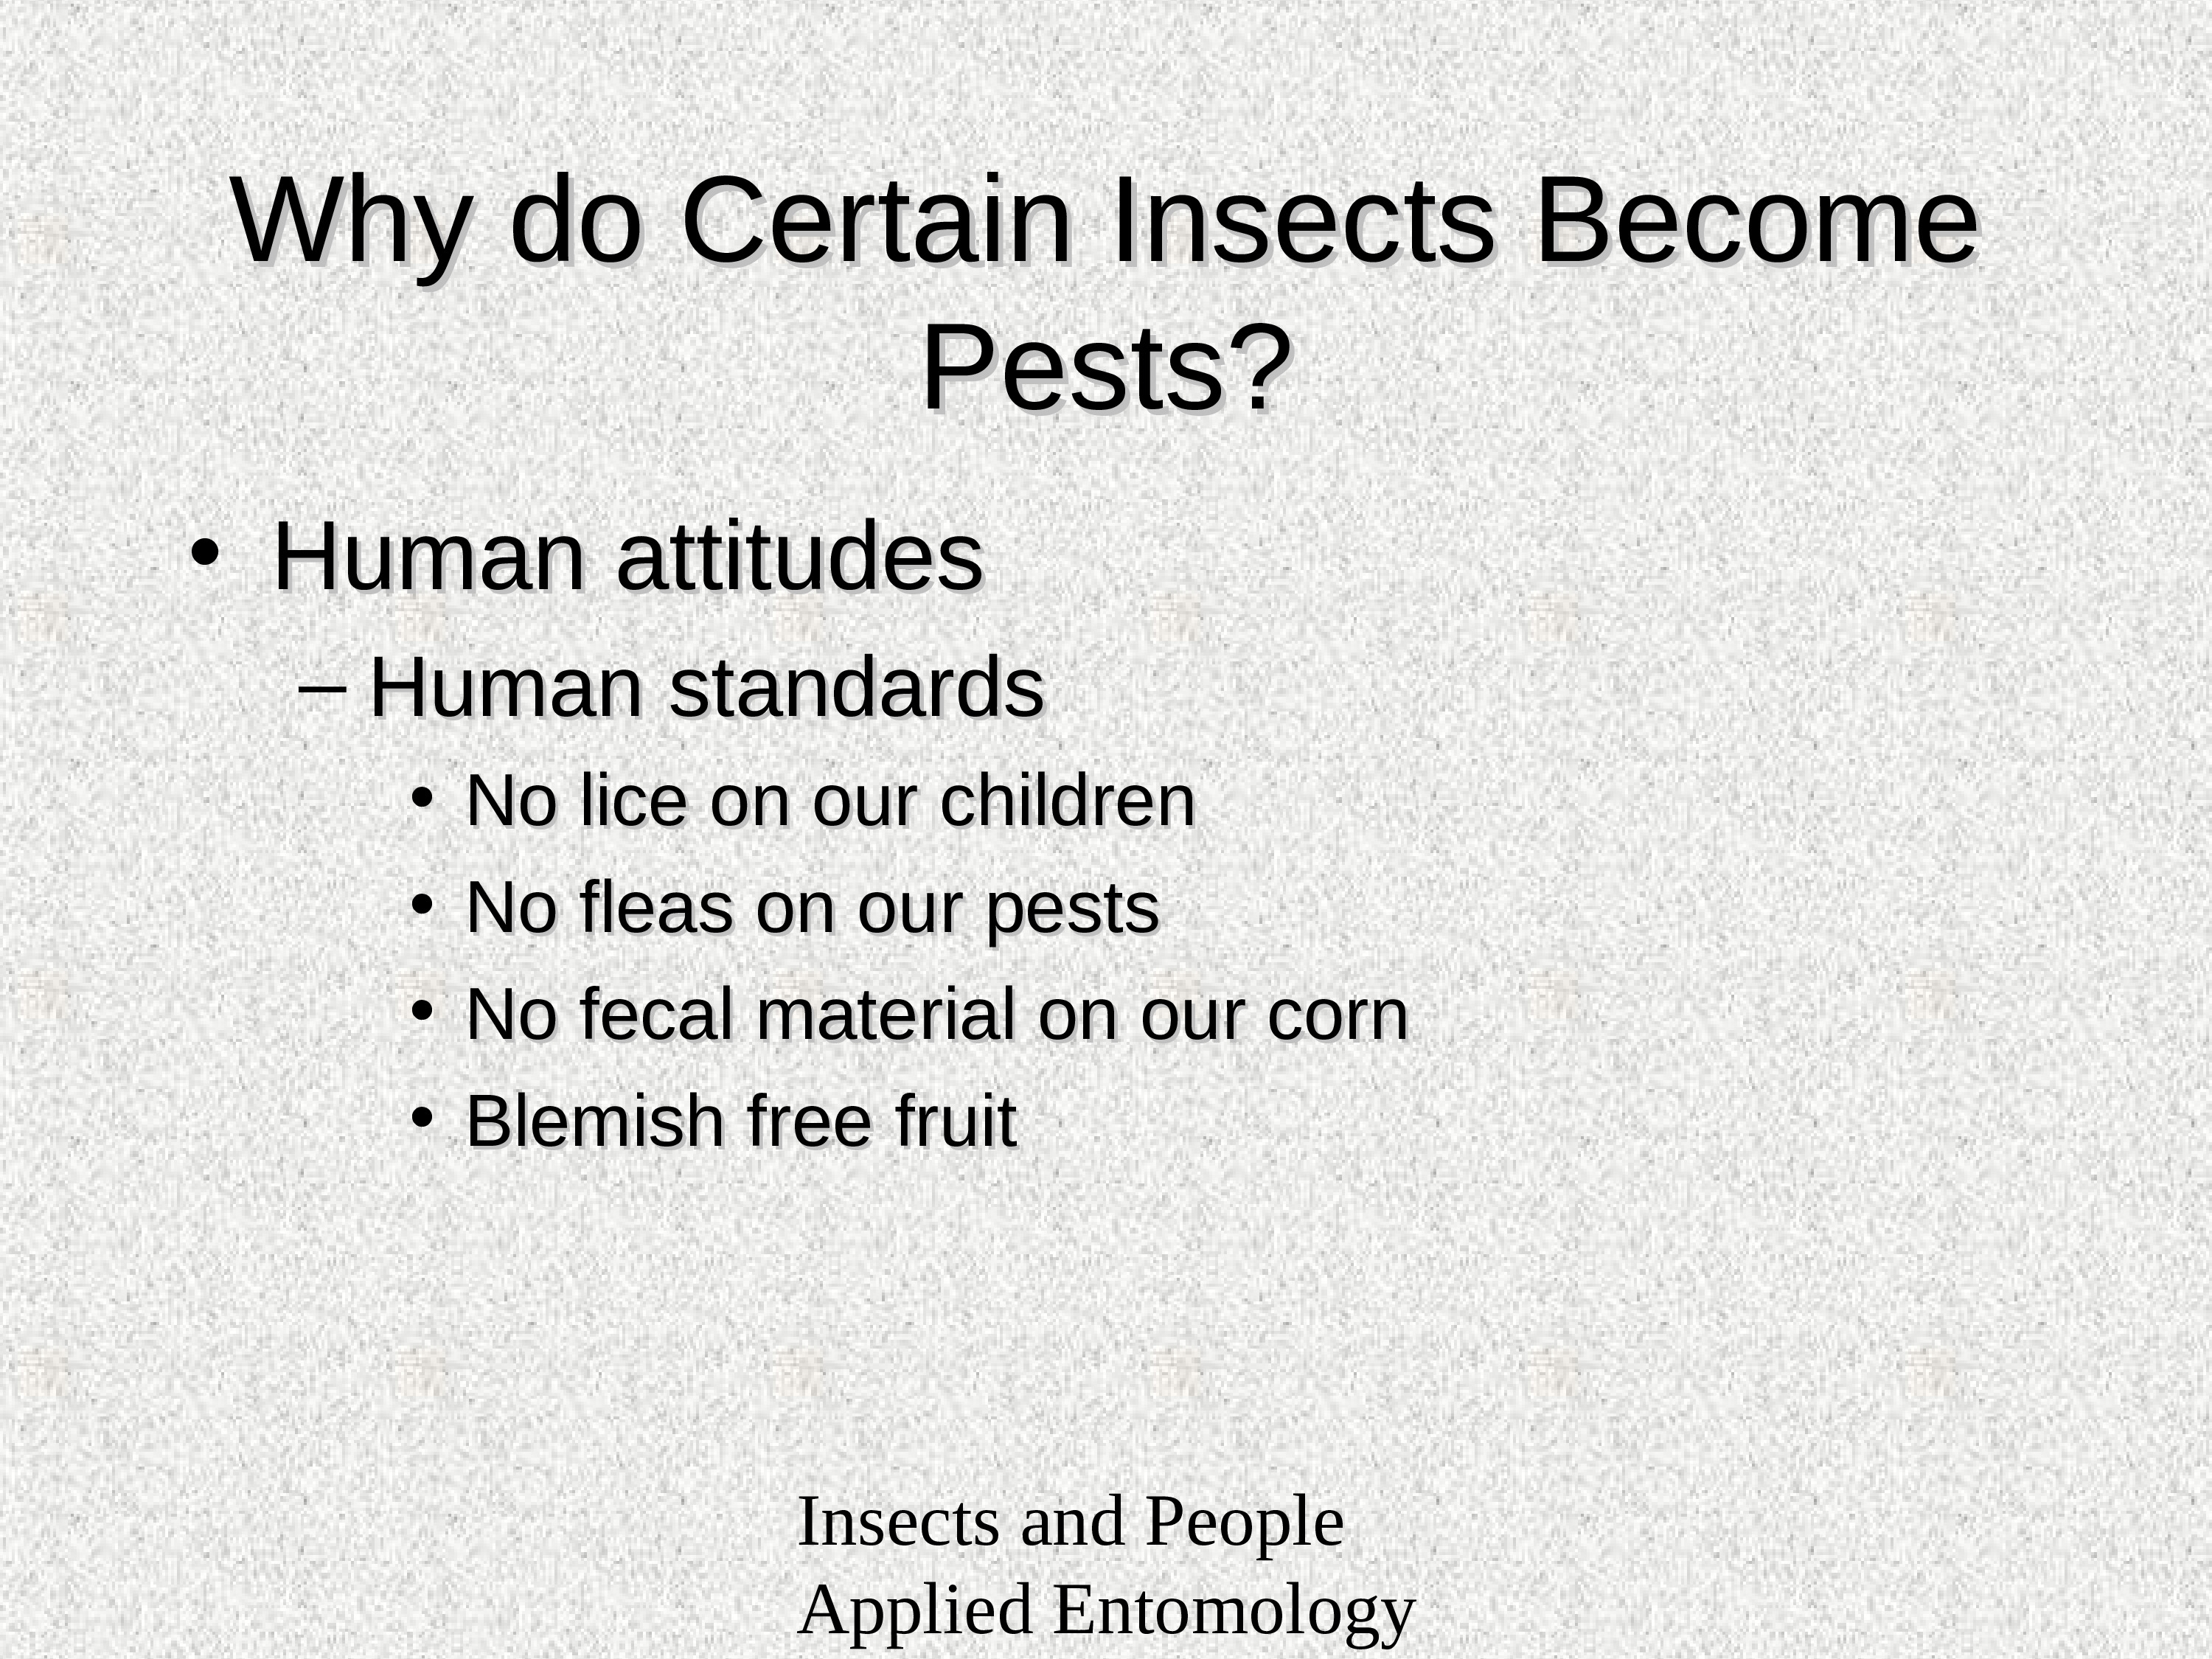 Why do Certain Insects Become
Pests?
• Human attitudes
– Human standards
• No lice on our children
• No fleas on our pests
• No fecal material on our corn
• Blemish free fruit
Insects and People
Applied Entomology